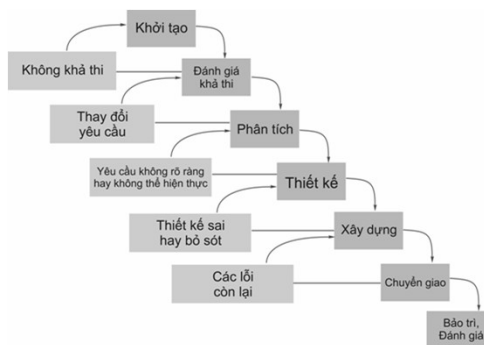 Khởi tạo
Không khả thi
Đánh giá
khả thi
Thay đổi
yêu cầu
Phân tích
Yêu cầu không rõ ràng
hay không thể hiện thực
Thiết kế
Thiết kế sai
hay bỏ sót
Xây dựng
Các lỗi
còn lại
Chuyển giao
Bảo trì,
Đánh giá